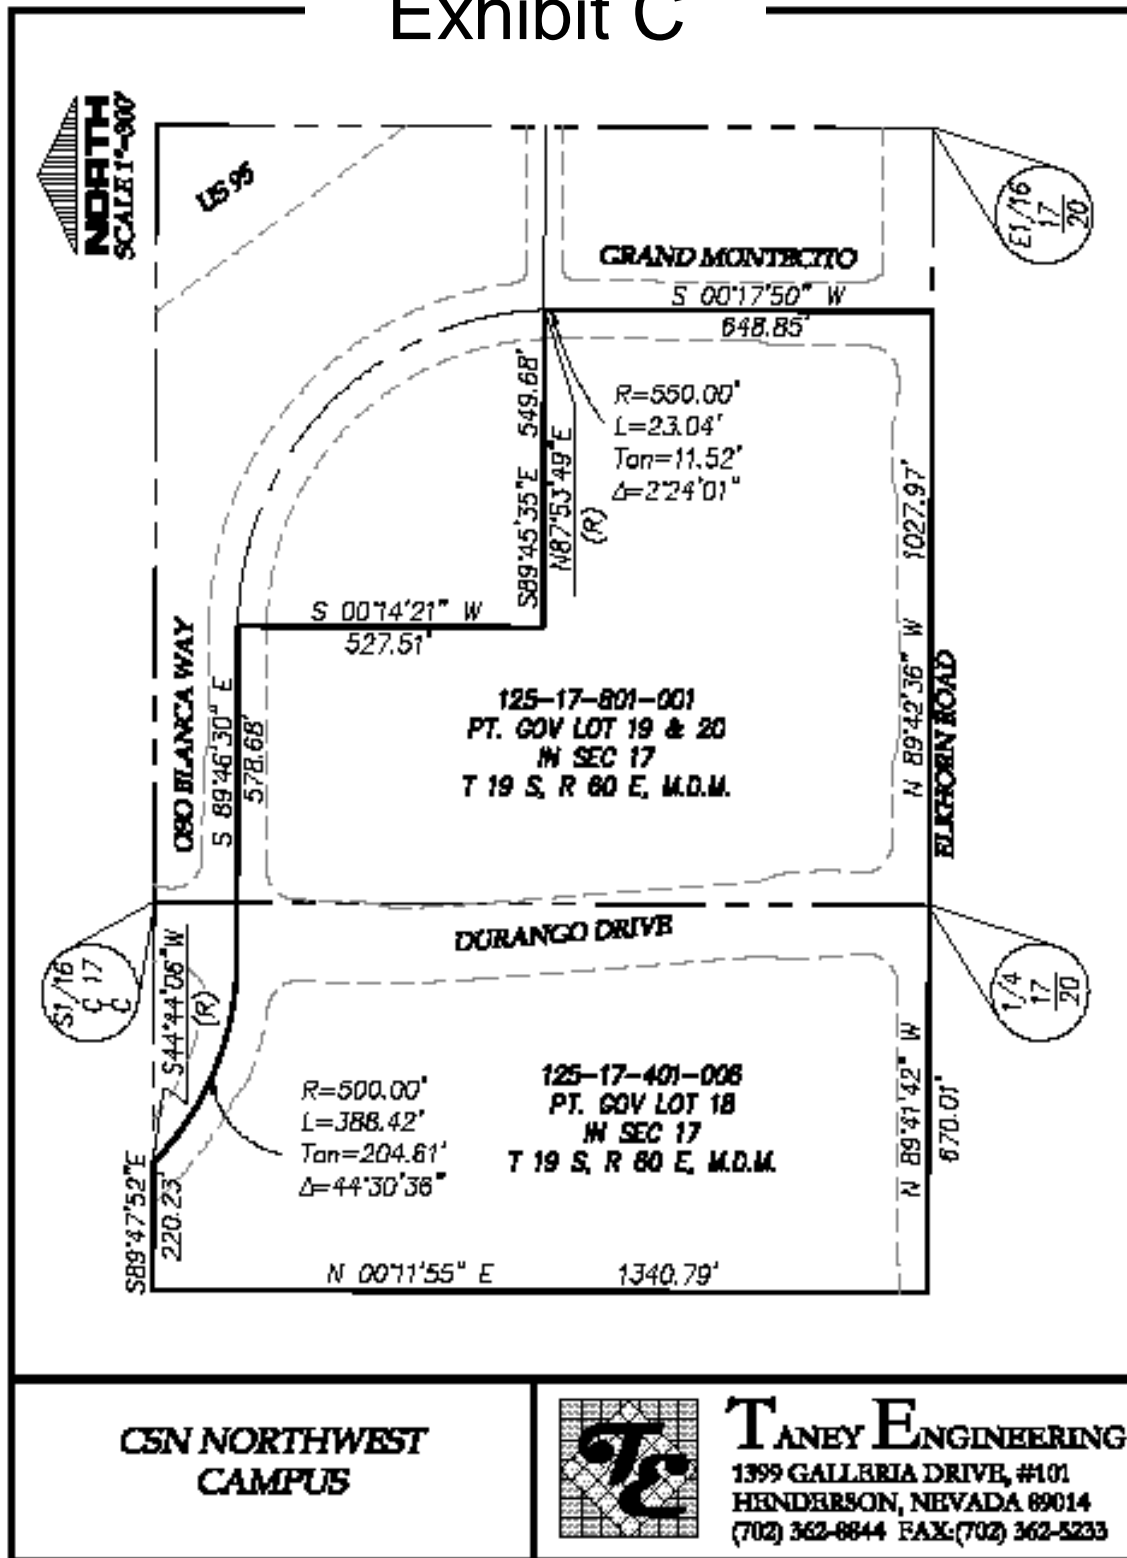 Exhibit C
NORTH
SCALE 1"=300'
US 95
E1/16
17
20
GRAND MONTECITO
S 00°17'50" W
648.85'
R=550.00'
L=23.04'
Tan=11.52'
Δ=2°24'01"
S89°45'35"E 549.68'
N87°53'49"E
(R)
N 89°42'36" W 1027.97'
S 00°14'21" W
527.51'
OSO BLANCA WAY
S 89°46'30" E
578.68'
125-17-801-001
PT. GOV LOT 19 & 20
IN SEC 17
T 19 S, R 60 E, M.D.M.
ELKHORN ROAD
DURANGO DRIVE
S1/16
C 17
C
S44°44'06"W
(R)
1/4
17
20
R=500.00'
L=388.42'
Tan=204.61'
Δ=44°30'36"
125-17-401-006
PT. GOV LOT 18
IN SEC 17
T 19 S, R 60 E, M.D.M.
N 89°41'42" W
670.01'
S89°47'52"E
220.23'
N 00°11'55" E 1340.79'
CSN NORTHWEST
CAMPUS
TE
TANEY ENGINEERING
1399 GALLERIA DRIVE, #101
HENDERSON, NEVADA 89014
(702) 362-8844 FAX:(702) 362-5233